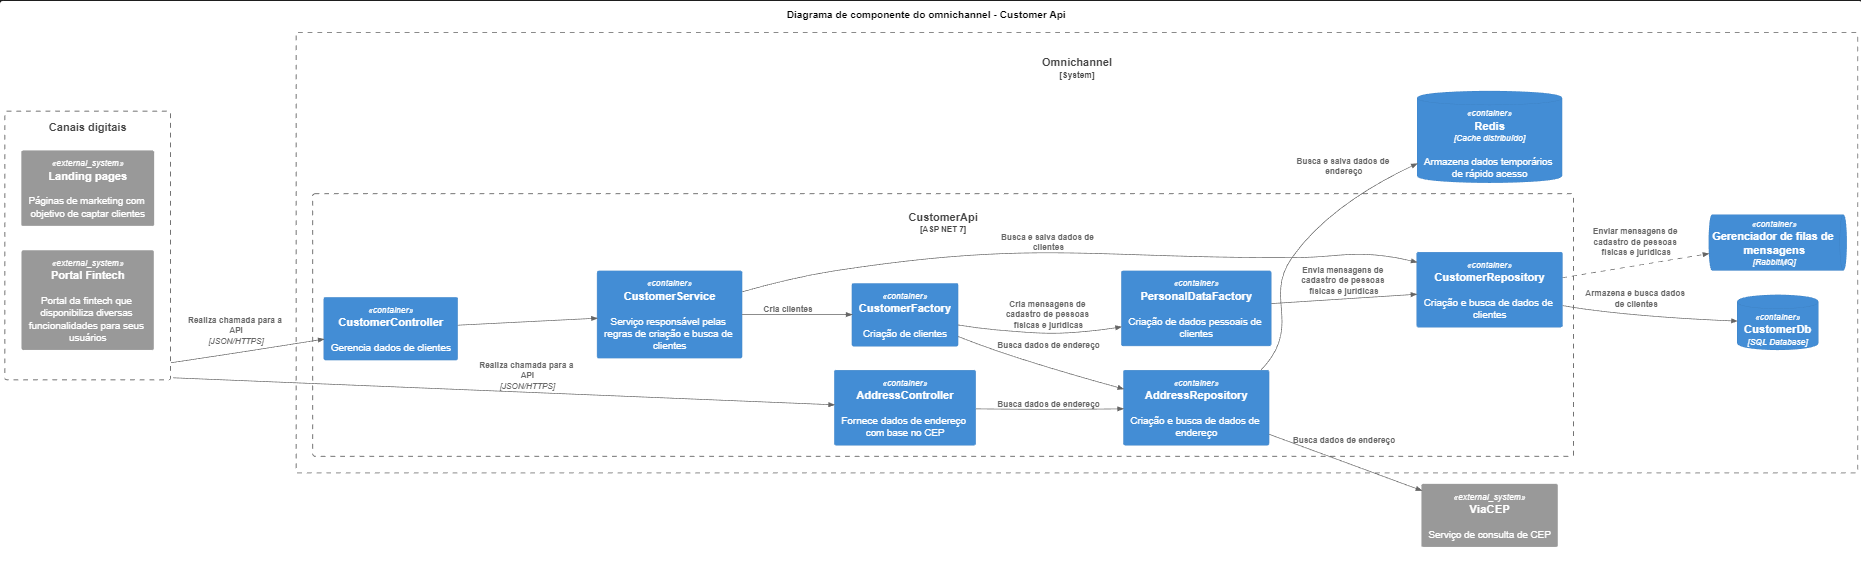 Diagrama de componente do omnichannel - Customer Api
Omnichannel
[System]
Canais digitais
«external_system»
Landing pages
Páginas de marketing com
objetivo de captar clientes
«external_system»
Portal Fintech
Portal da fintech que
disponibiliza diversas
funcionalidades para seus
usuários
Realiza chamada para a
API
[JSON/HTTPS]
Realiza chamada para a
API
[JSON/HTTPS]
CustomerApi
[ASP NET 7]
«container»
CustomerController
Gerencia dados de clientes
«container»
CustomerService
Serviço responsável pelas
regras de criação e busca de
clientes
Busca e salva dados de
clientes
Cria clientes
«container»
CustomerFactory
Criação de clientes
Cria mensagens de
cadastro de pessoas
físicas e jurídicas
Busca dados de endereço
«container»
AddressController
Fornece dados de endereço
com base no CEP
Busca dados de endereço
«container»
PersonalDataFactory
Criação de dados pessoais de
clientes
«container»
AddressRepository
Criação e busca de dados de
endereço
Busca e salva dados de
endereço
Envia mensagens de
cadastro de pessoas
físicas e jurídicas
Busca dados de endereço
«container»
Redis
[Cache distribuído]
Armazena dados temporários
de rápido acesso
«container»
CustomerRepository
Criação e busca de dados de
clientes
Enviar mensagens de
cadastro de pessoas
físicas e jurídicas
Armazena e busca dados
de clientes
«container»
Gerenciador de filas de
mensagens
[RabbitMQ]
«container»
CustomerDb
[SQL Database]
«external_system»
ViaCEP
Serviço de consulta de CEP